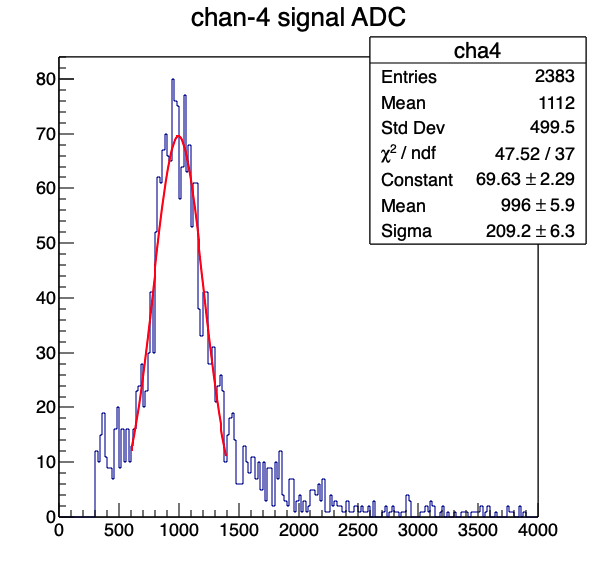 chan-4 signal ADC
cha4
Entries 2383
Mean 1112
Std Dev 499.5
χ² / ndf 47.52 / 37
Constant 69.63 ± 2.29
Mean 996 ± 5.9
Sigma 209.2 ± 6.3
80
70
60
50
40
30
20
10
0
0 500 1000 1500 2000 2500 3000 3500 4000